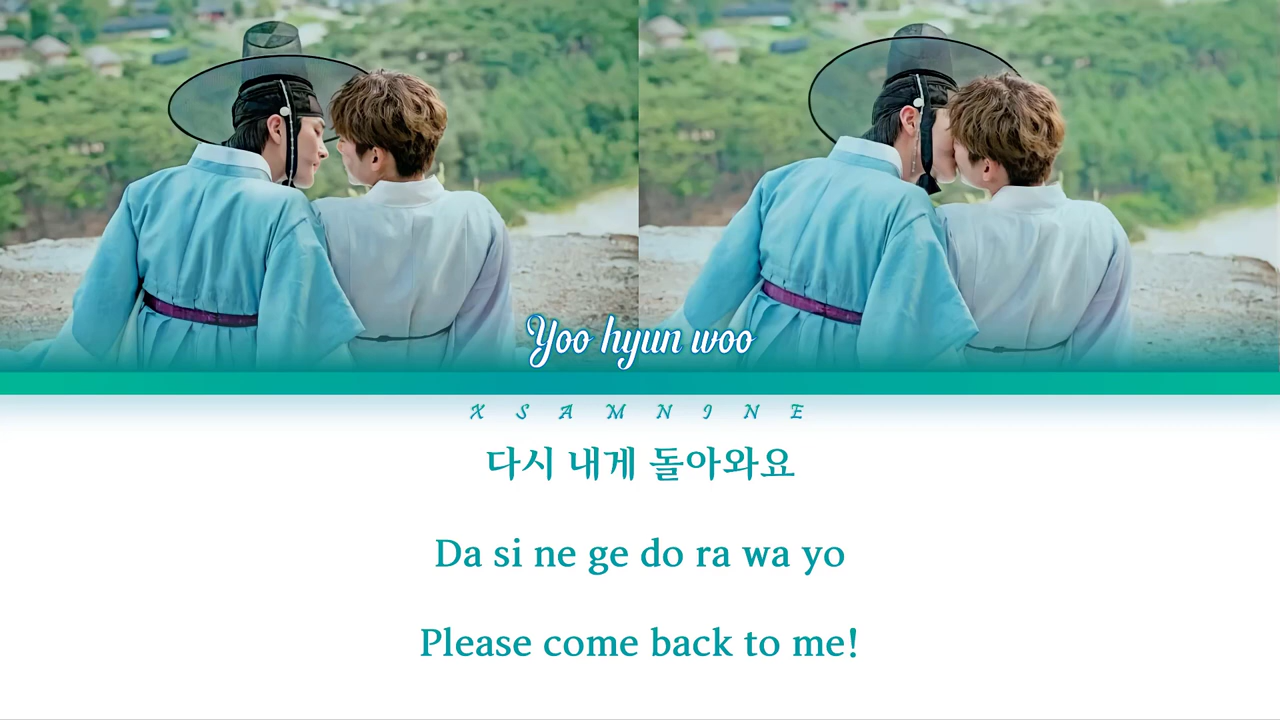 Yoo hyun woo
X S A M N I N E
다시 내게 돌아와요
Da si ne ge do ra wa yo
Please come back to me!